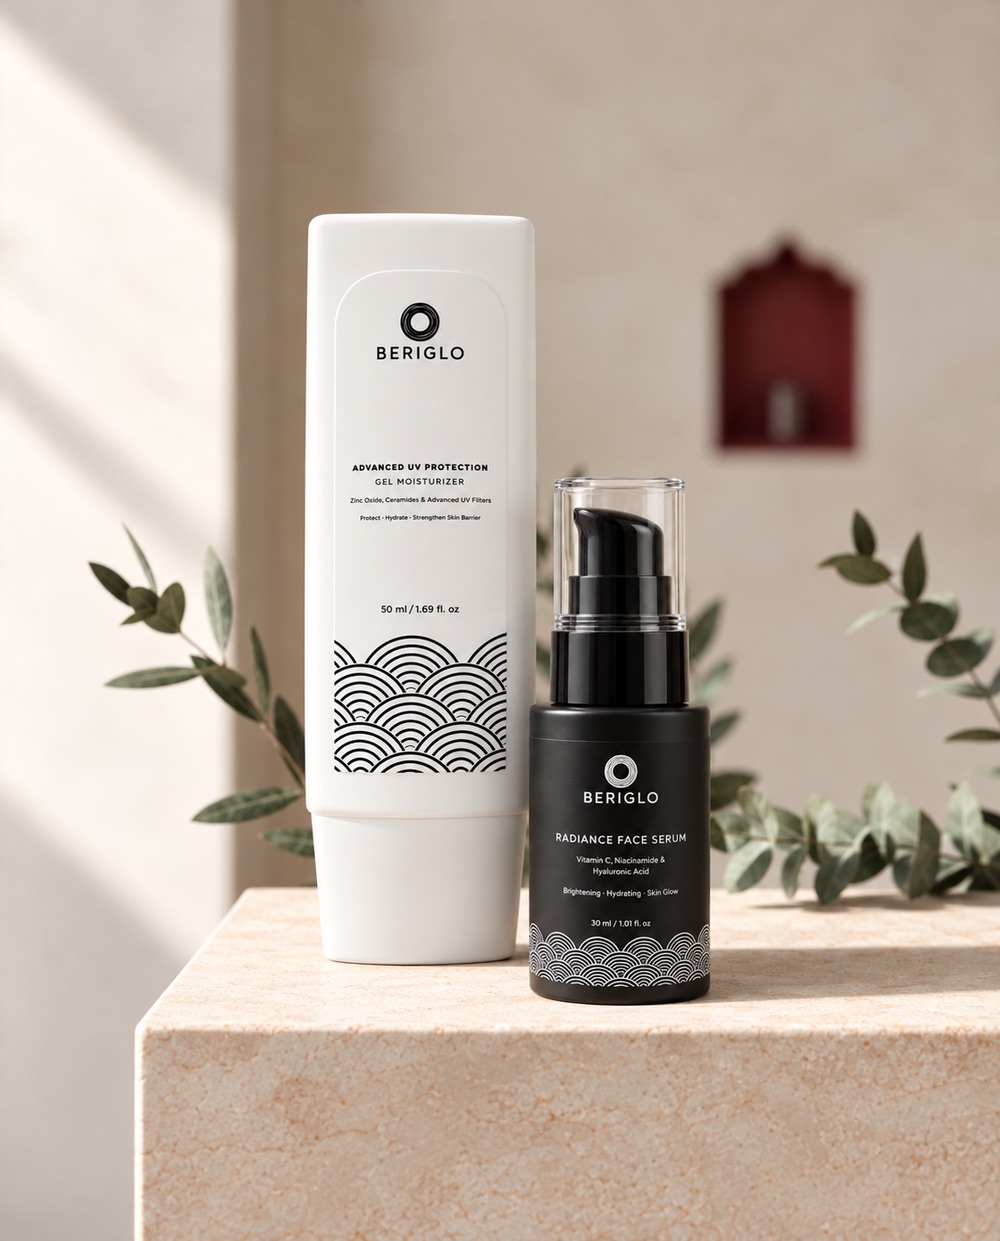 BERIGLO
ADVANCED UV PROTECTION
GEL MOISTURIZER
Zinc Oxide, Ceramides & Advanced UV Filters
Protect · Hydrate · Strengthen Skin Barrier
50 ml / 1.69 fl. oz
BERIGLO
RADIANCE FACE SERUM
Vitamin C, Niacinamide &
Hyaluronic Acid
Brightening · Hydrating · Skin Glow
30 ml / 1.01 fl. oz